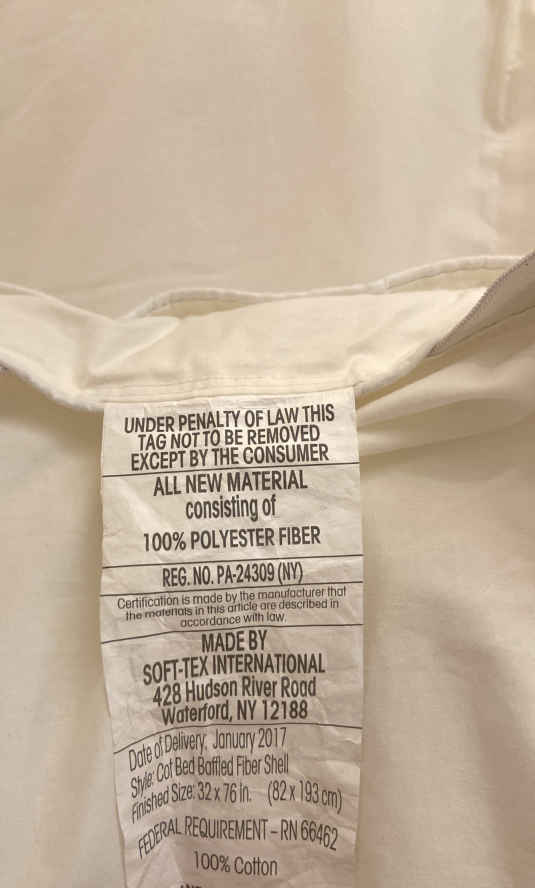 UNDER PENALTY OF LAW THIS
TAG NOT TO BE REMOVED
EXCEPT BY THE CONSUMER
ALL NEW MATERIAL
consisting of
100% POLYESTER FIBER
REG. NO. PA-24309 (NY)
Certification is made by the manufacturer that
the materials in this article are described in
accordance with law.
MADE BY
SOFT-TEX INTERNATIONAL
428 Hudson River Road
Waterford, NY 12188
Date of Delivery: January 2017
Style: Cot Bed Baffled Fiber Shell
Finished Size: 32 x 76 in. (82 x 193 cm)
FEDERAL REQUIREMENT – RN 66462
100% Cotton